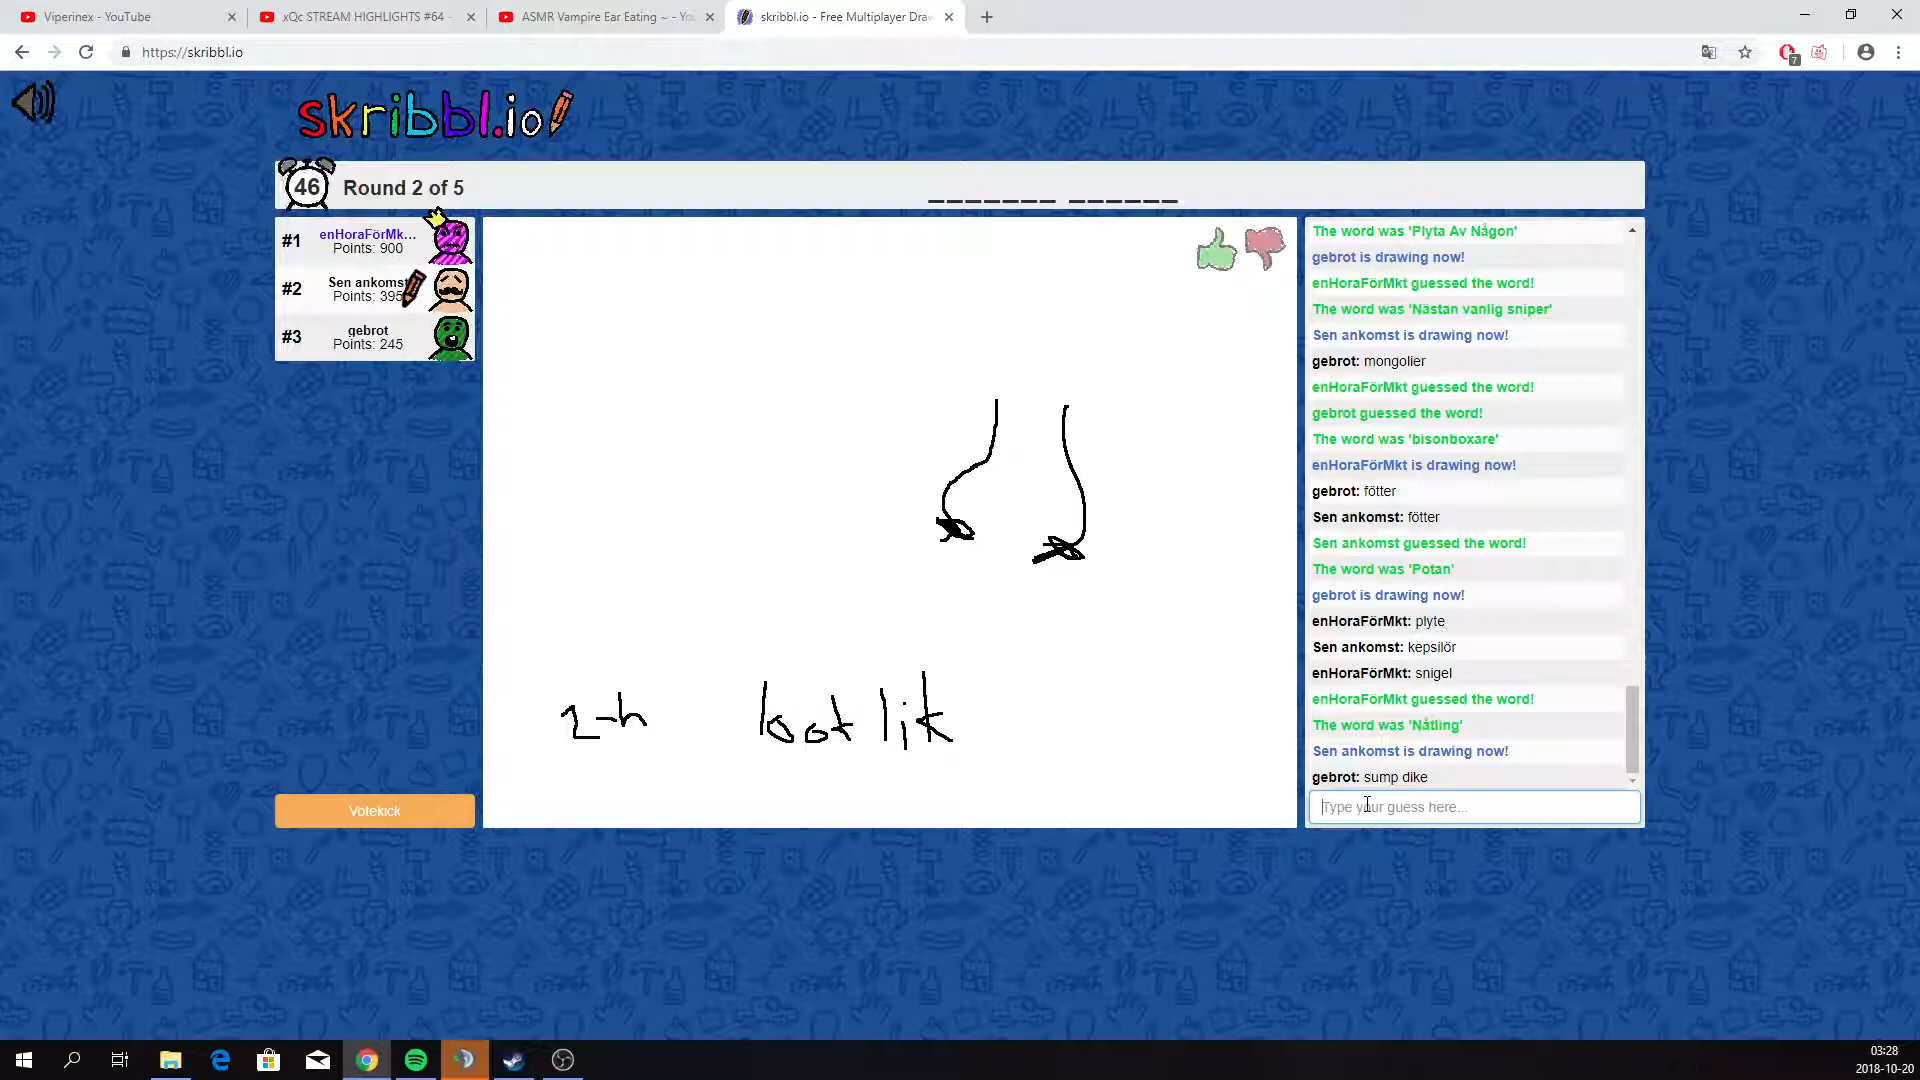 Viperinex - YouTube
xQc STREAM HIGHLIGHTS #64 -
ASMR Vampire Ear Eating ~ - Yo
skribbl.io - Free Multiplayer Draw
https://skribbl.io
7
skribbl.io
46
Round 2 of 5
_______ ______
#1
enHoraFörMk...
Points: 900
#2
Sen ankomst
Points: 395
#3
gebrot
Points: 245
The word was 'Plyta Av Någon'
gebrot is drawing now!
enHoraFörMkt guessed the word!
The word was 'Nästan vanlig sniper'
Sen ankomst is drawing now!
gebrot: mongolier
enHoraFörMkt guessed the word!
gebrot guessed the word!
The word was 'bisonboxare'
enHoraFörMkt is drawing now!
gebrot: fötter
Sen ankomst: fötter
Sen ankomst guessed the word!
The word was 'Potan'
gebrot is drawing now!
enHoraFörMkt: plyte
Sen ankomst: kepsilör
enHoraFörMkt: snigel
enHoraFörMkt guessed the word!
The word was 'Nåtling'
Sen ankomst is drawing now!
gebrot: sump dike
Type your guess here...
Votekick
2-h
lik
03:28
2018-10-20